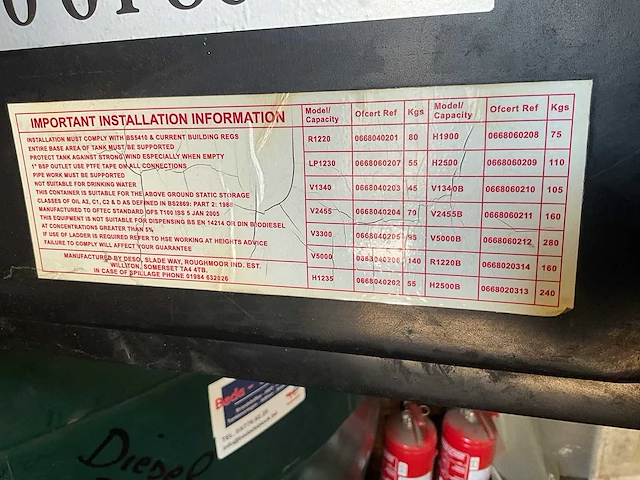 IMPORTANT INSTALLATION INFORMATION
INSTALLATION MUST COMPLY WITH BS5410 & CURRENT BUILDING REGS
ENTIRE BASE AREA OF TANK MUST BE SUPPORTED
PROTECT TANK AGAINST STRONG WIND ESPECIALLY WHEN EMPTY
1" BSP OUTLET USE PTFE TAPE ON ALL CONNECTIONS
PIPE WORK MUST BE SUPPORTED
NOT SUITABLE FOR DRINKING WATER
THIS CONTAINER IS SUITABLE FOR THE ABOVE GROUND STATIC STORAGE
CLASSES OF OIL A2, C1, C2 & D AS DEFINED IN BS2869: PART 2: 1988
MANUFACTURED TO OFTEC STANDARD OFS T100 ISS 5 JAN 2005
THIS EQUIPMENT IS NOT SUITABLE FOR DISPENSING BS EN 14214 OR DIN BIODIESEL
AT CONCENTRATIONS GREATER THAN 5%
IF USE OF LADDER IS REQUIRED REFER TO HSE WORKING AT HEIGHTS ADVICE
FAILURE TO COMPLY WILL AFFECT YOUR GUARANTEE
MANUFACTURED BY DESO, SLADE WAY, ROUGHMOOR IND. EST.
WILLITON, SOMERSET TA4 4TB.
IN CASE OF SPILLAGE PHONE 01984 632026
Model/ Capacity Ofcert Ref Kgs Model/ Capacity Ofcert Ref Kgs
R1220 0668040201 80 H1900 0668060208 75
LP1230 0668060207 55 H2500 0668060209 110
V1340 0668040203 45 V1340B 0668060210 105
V2455 0668040204 70 V2455B 0668060211 160
V3300 0668040205 95 V5000B 0668060212 280
V5000 0668040206 140 R1220B 0668020314 160
H1235 0668040202 55 H2500B 0668020313 240
Diesel